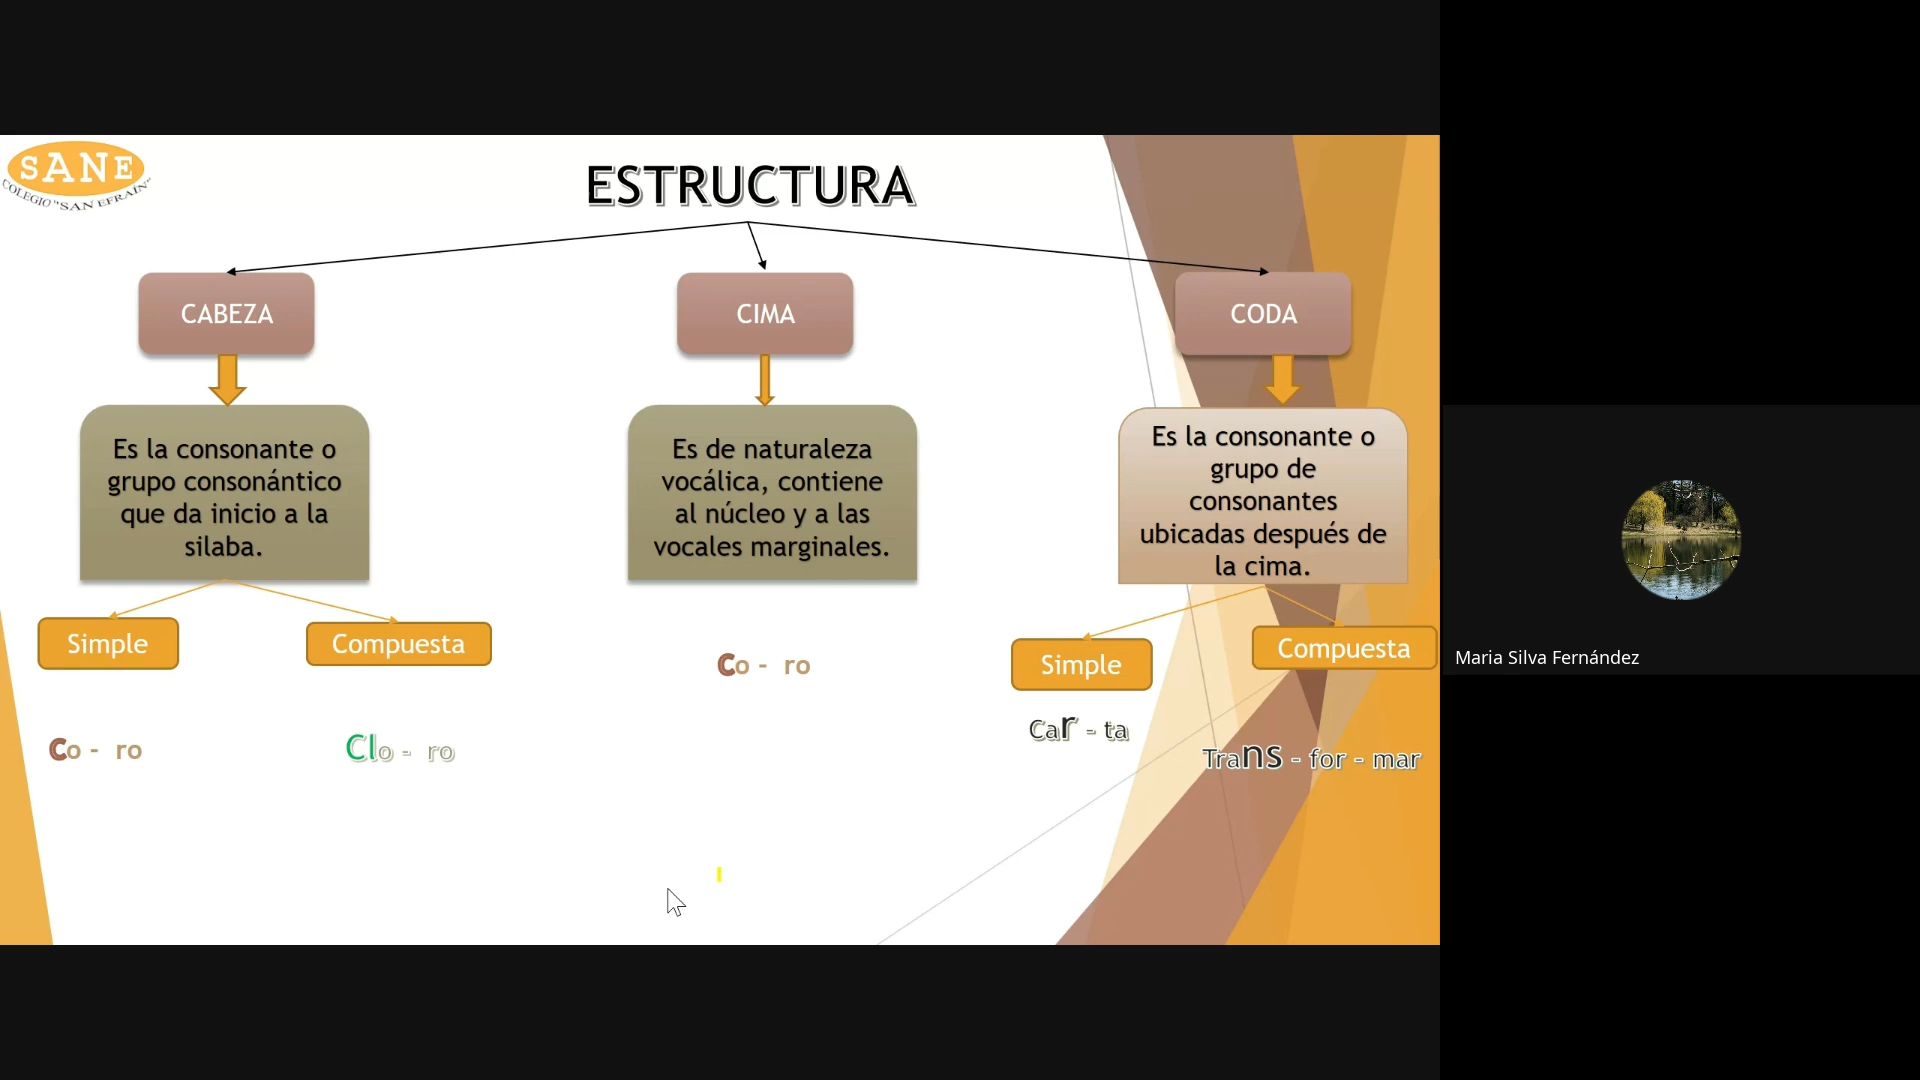 SANE
COLEGIO "SAN EFRAÍN"
ESTRUCTURA
CABEZA
CIMA
CODA
Es la consonante o
grupo consonántico
que da inicio a la
silaba.
Es de naturaleza
vocálica, contiene
al núcleo y a las
vocales marginales.
Es la consonante o
grupo de
consonantes
ubicadas después de
la cima.
Simple
Compuesta
Co - ro
Clo - ro
Co - ro
Simple
Compuesta
Car - ta
Trans - for - mar
Maria Silva Fernández